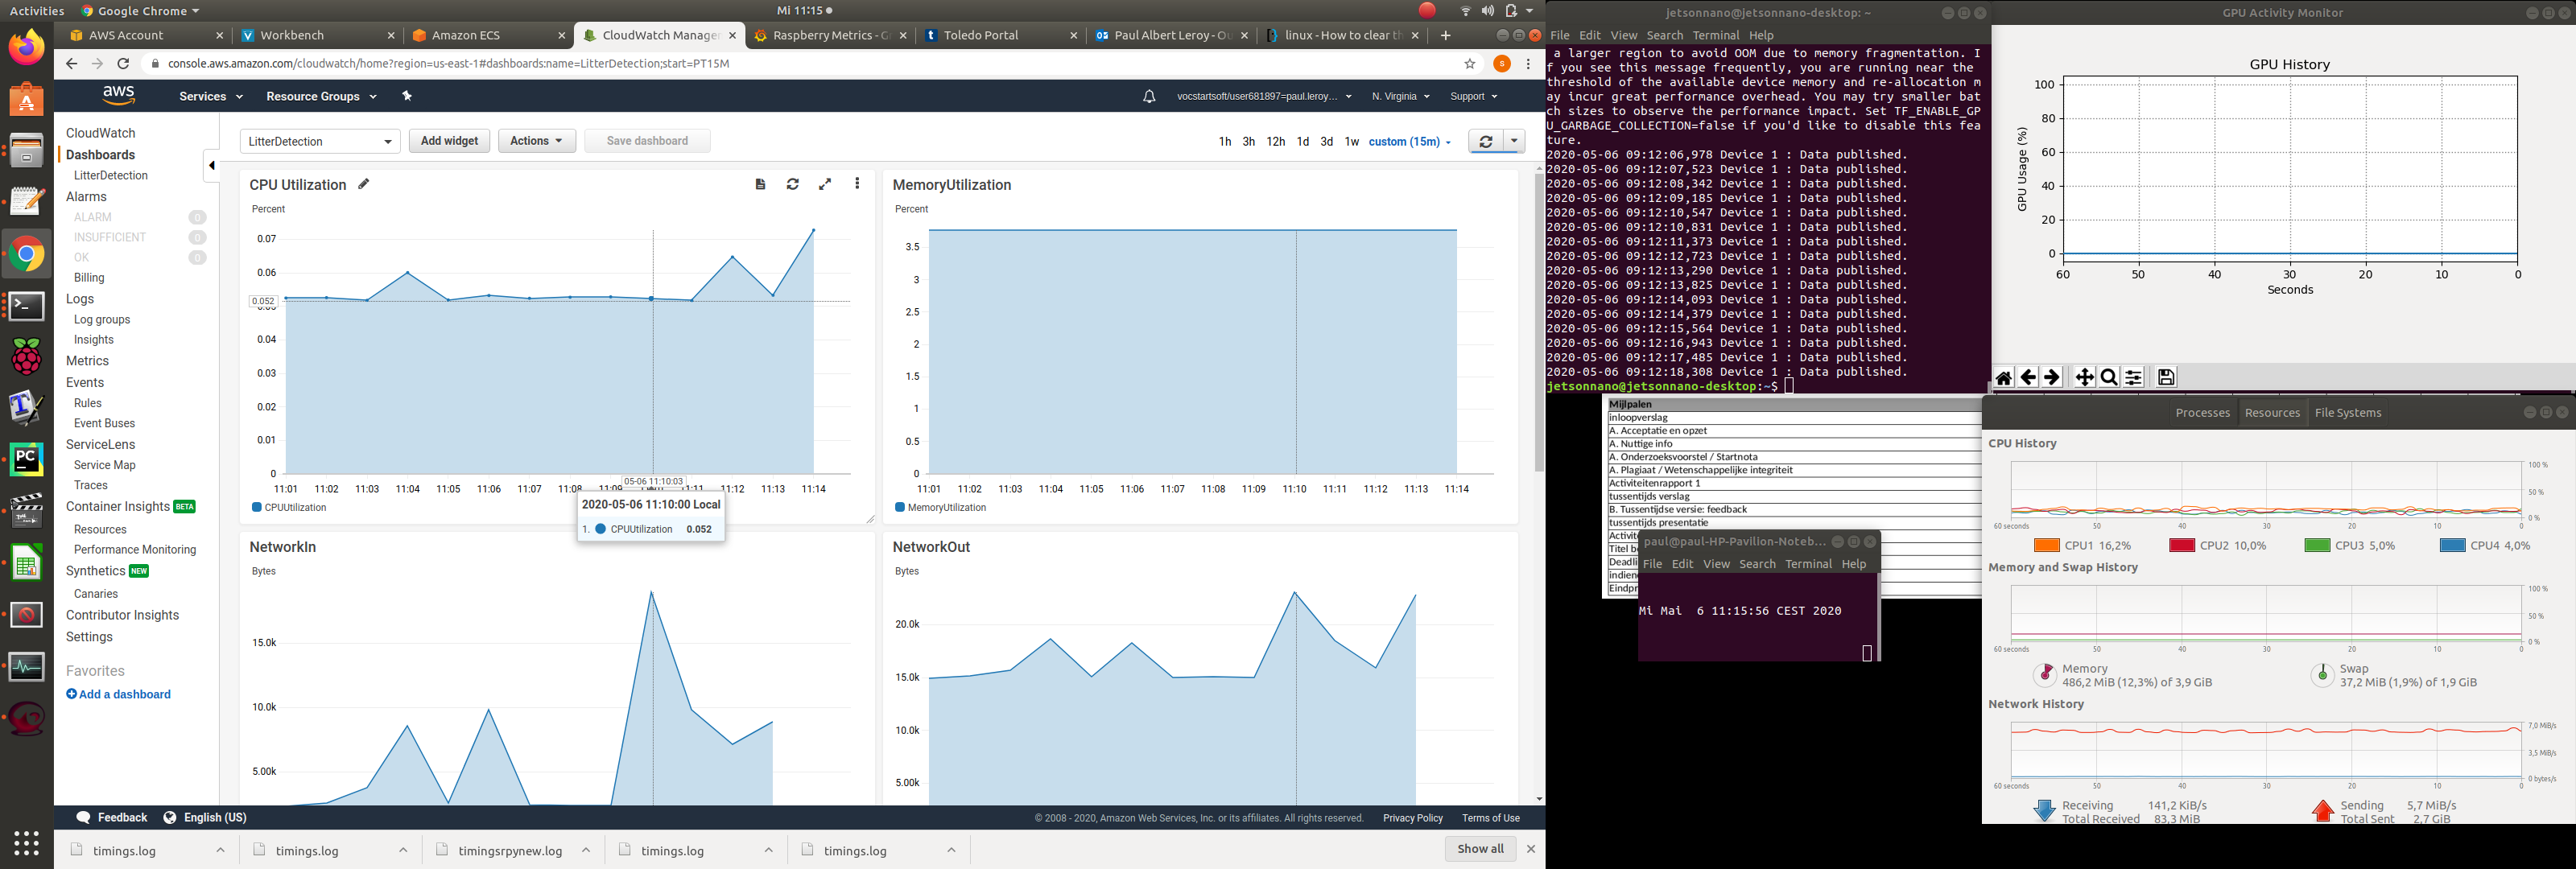 Activities Google Chrome Mi 11:15
AWS Account Workbench Amazon ECS CloudWatch Manage Raspberry Metrics - G Toledo Portal Paul Albert Leroy - Ou linux - How to clear th
console.aws.amazon.com/cloudwatch/home?region=us-east-1#dashboards:name=LitterDetection;start=PT15M
aws Services Resource Groups vocstartsoft/user681897=paul.leroy... N. Virginia Support
CloudWatch
Dashboards
LitterDetection
Alarms
ALARM 0
INSUFFICIENT 0
OK 0
Billing
Logs
Log groups
Insights
Metrics
Events
Rules
Event Buses
ServiceLens
Service Map
Traces
Container Insights BETA
Resources
Performance Monitoring
Synthetics NEW
Canaries
Contributor Insights
Settings
Favorites
Add a dashboard
LitterDetection Add widget Actions Save dashboard 1h 3h 12h 1d 3d 1w custom (15m)
CPU Utilization
Percent
0.07
0.06
0.052
0.05
0.04
0.03
0.02
0.01
0
05-06 11:10:03
11:01 11:02 11:03 11:04 11:05 11:06 11:07 11:08 11:09 11:11 11:12 11:13 11:14
CPUUtilization
2020-05-06 11:10:00 Local
1. CPUUtilization 0.052
MemoryUtilization
Percent
3.5
3
2.5
2
1.5
1
0.5
0
11:01 11:02 11:03 11:04 11:05 11:06 11:07 11:08 11:09 11:10 11:11 11:12 11:13 11:14
MemoryUtilization
NetworkIn
Bytes
15.0k
10.0k
5.00k
NetworkOut
Bytes
20.0k
15.0k
10.0k
5.00k
Feedback English (US) © 2008 - 2020, Amazon Web Services, Inc. or its affiliates. All rights reserved. Privacy Policy Terms of Use
timings.log timings.log timingsrpynew.log timings.log timings.log Show all
jetsonnano@jetsonnano-desktop: ~
File Edit View Search Terminal Help
a larger region to avoid OOM due to memory fragmentation. I
f you see this message frequently, you are running near the
threshold of the available device memory and re-allocation m
ay incur great performance overhead. You may try smaller bat
ch sizes to observe the performance impact. Set TF_ENABLE_GP
U_GARBAGE_COLLECTION=false if you'd like to disable this fea
ture.
2020-05-06 09:12:06,978 Device 1 : Data published.
2020-05-06 09:12:07,523 Device 1 : Data published.
2020-05-06 09:12:08,342 Device 1 : Data published.
2020-05-06 09:12:09,185 Device 1 : Data published.
2020-05-06 09:12:10,547 Device 1 : Data published.
2020-05-06 09:12:10,831 Device 1 : Data published.
2020-05-06 09:12:11,373 Device 1 : Data published.
2020-05-06 09:12:12,723 Device 1 : Data published.
2020-05-06 09:12:13,290 Device 1 : Data published.
2020-05-06 09:12:13,825 Device 1 : Data published.
2020-05-06 09:12:14,093 Device 1 : Data published.
2020-05-06 09:12:14,379 Device 1 : Data published.
2020-05-06 09:12:15,564 Device 1 : Data published.
2020-05-06 09:12:16,943 Device 1 : Data published.
2020-05-06 09:12:17,485 Device 1 : Data published.
2020-05-06 09:12:18,308 Device 1 : Data published.
jetsonnano@jetsonnano-desktop:~$
Mijlpalen
inloopverslag
A. Acceptatie en opzet
A. Nuttige info
A. Onderzoeksvoorstel / Startnota
A. Plagiaat / Wetenschappelijke integriteit
Activiteitenrapport 1
tussentijds verslag
B. Tussentijdse versie: feedback
tussentijds presentatie
Activit
Titel be
Deadli
indien
Eindpr
paul@paul-HP-Pavilion-Noteb...
File Edit View Search Terminal Help
Mi Mai 6 11:15:56 CEST 2020
GPU Activity Monitor
GPU History
GPU Usage (%)
100
80
60
40
20
0
60 50 40 30 20 10 0
Seconds
Processes Resources File Systems
CPU History
100 %
50 %
0 %
60 seconds 50 40 30 20 10 0
CPU1 16,2% CPU2 10,0% CPU3 5,0% CPU4 4,0%
Memory and Swap History
100 %
50 %
0 %
60 seconds 50 40 30 20 10 0
Memory
486,2 MiB (12,3%) of 3,9 GiB
Swap
37,2 MiB (1,9%) of 1,9 GiB
Network History
7,0 MiB/s
3,5 MiB/s
0 bytes/s
60 seconds 50 40 30 20 10 0
Receiving 141,2 KiB/s
Total Received 83,3 MiB
Sending 5,7 MiB/s
Total Sent 2,7 GiB